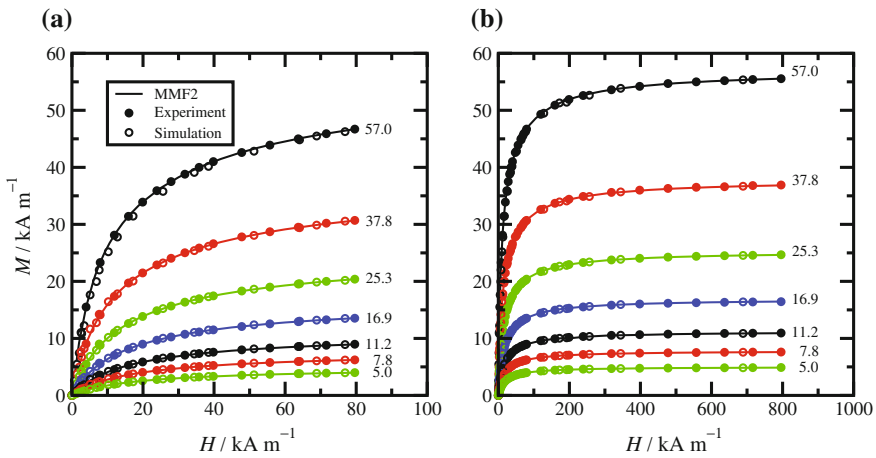 (a)
60
50
40
30
20
10
0
M / kA m⁻¹
MMF2
Experiment
Simulation
57.0
37.8
25.3
16.9
11.2
7.8
5.0
0 20 40 60 80 100
H / kA m⁻¹
(b)
60
50
40
30
20
10
0
57.0
37.8
25.3
16.9
11.2
7.8
5.0
0 200 400 600 800 1000
H / kA m⁻¹